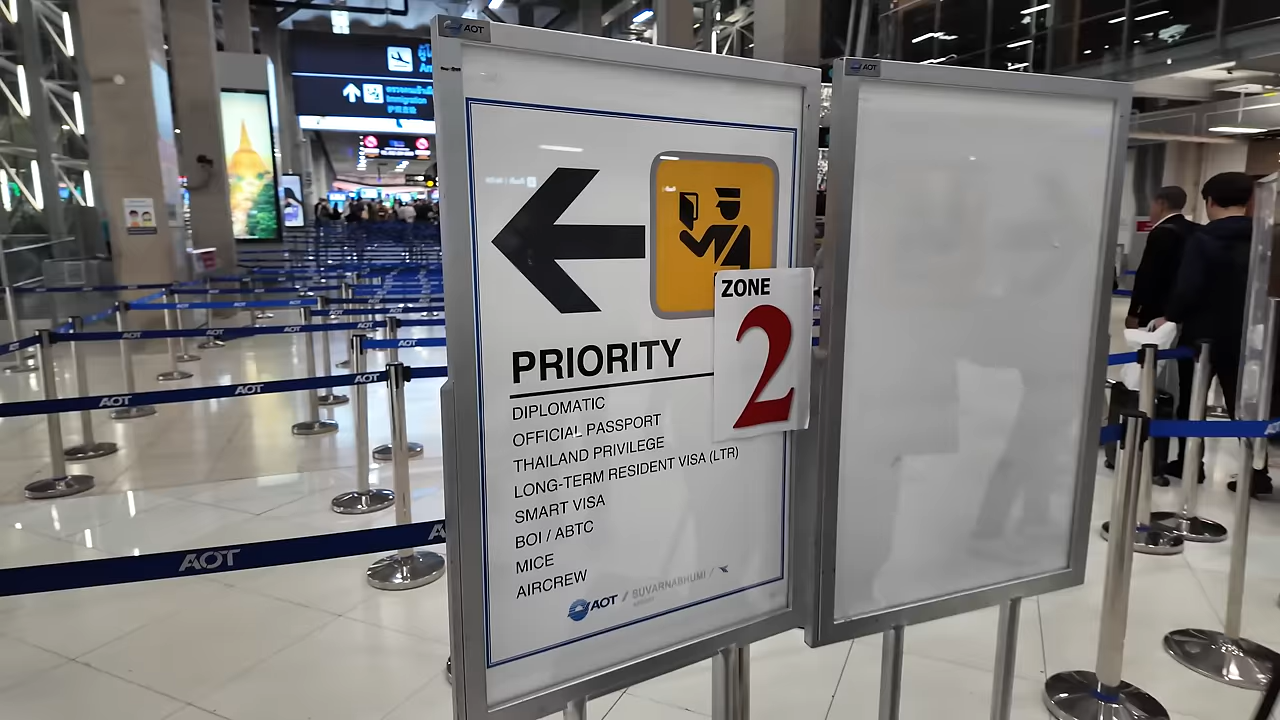 AOT
AOT
Immigration
ZONE
2
PRIORITY
DIPLOMATIC
OFFICIAL PASSPORT
THAILAND PRIVILEGE
LONG-TERM RESIDENT VISA (LTR)
SMART VISA
BOI / ABTC
MICE
AIRCREW
AOT / SUVARNABHUMI /
AOT
AOT
AOT
AOT
AOT